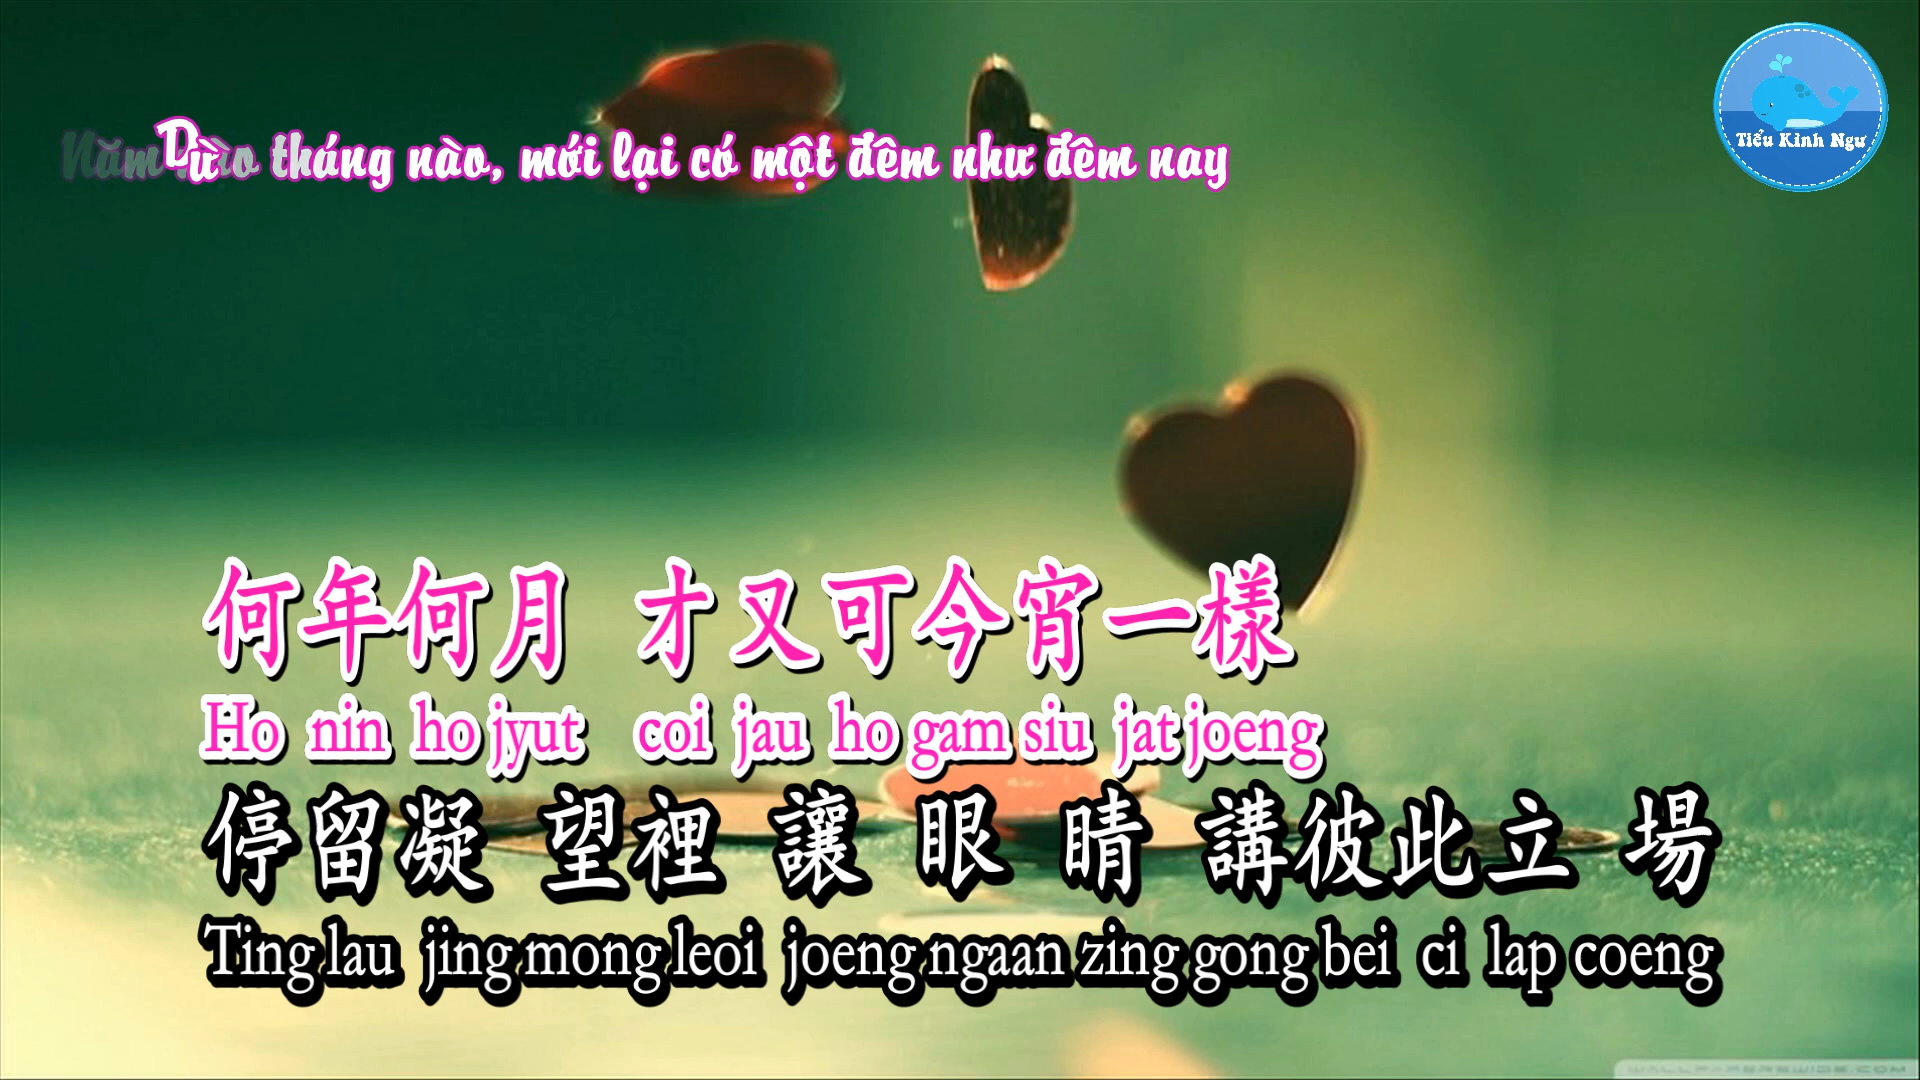 Năm nào tháng nào, mới lại có một đêm như đêm nay
Dừ
Tiểu Kình Ngư
何年何月 才又可今宵一樣
Ho nin ho jyut coi jau ho gam siu jat joeng
停留凝望裡讓眼睛講彼此立場
Ting lau jing mong leoi joeng ngaan zing gong bei ci lap coeng